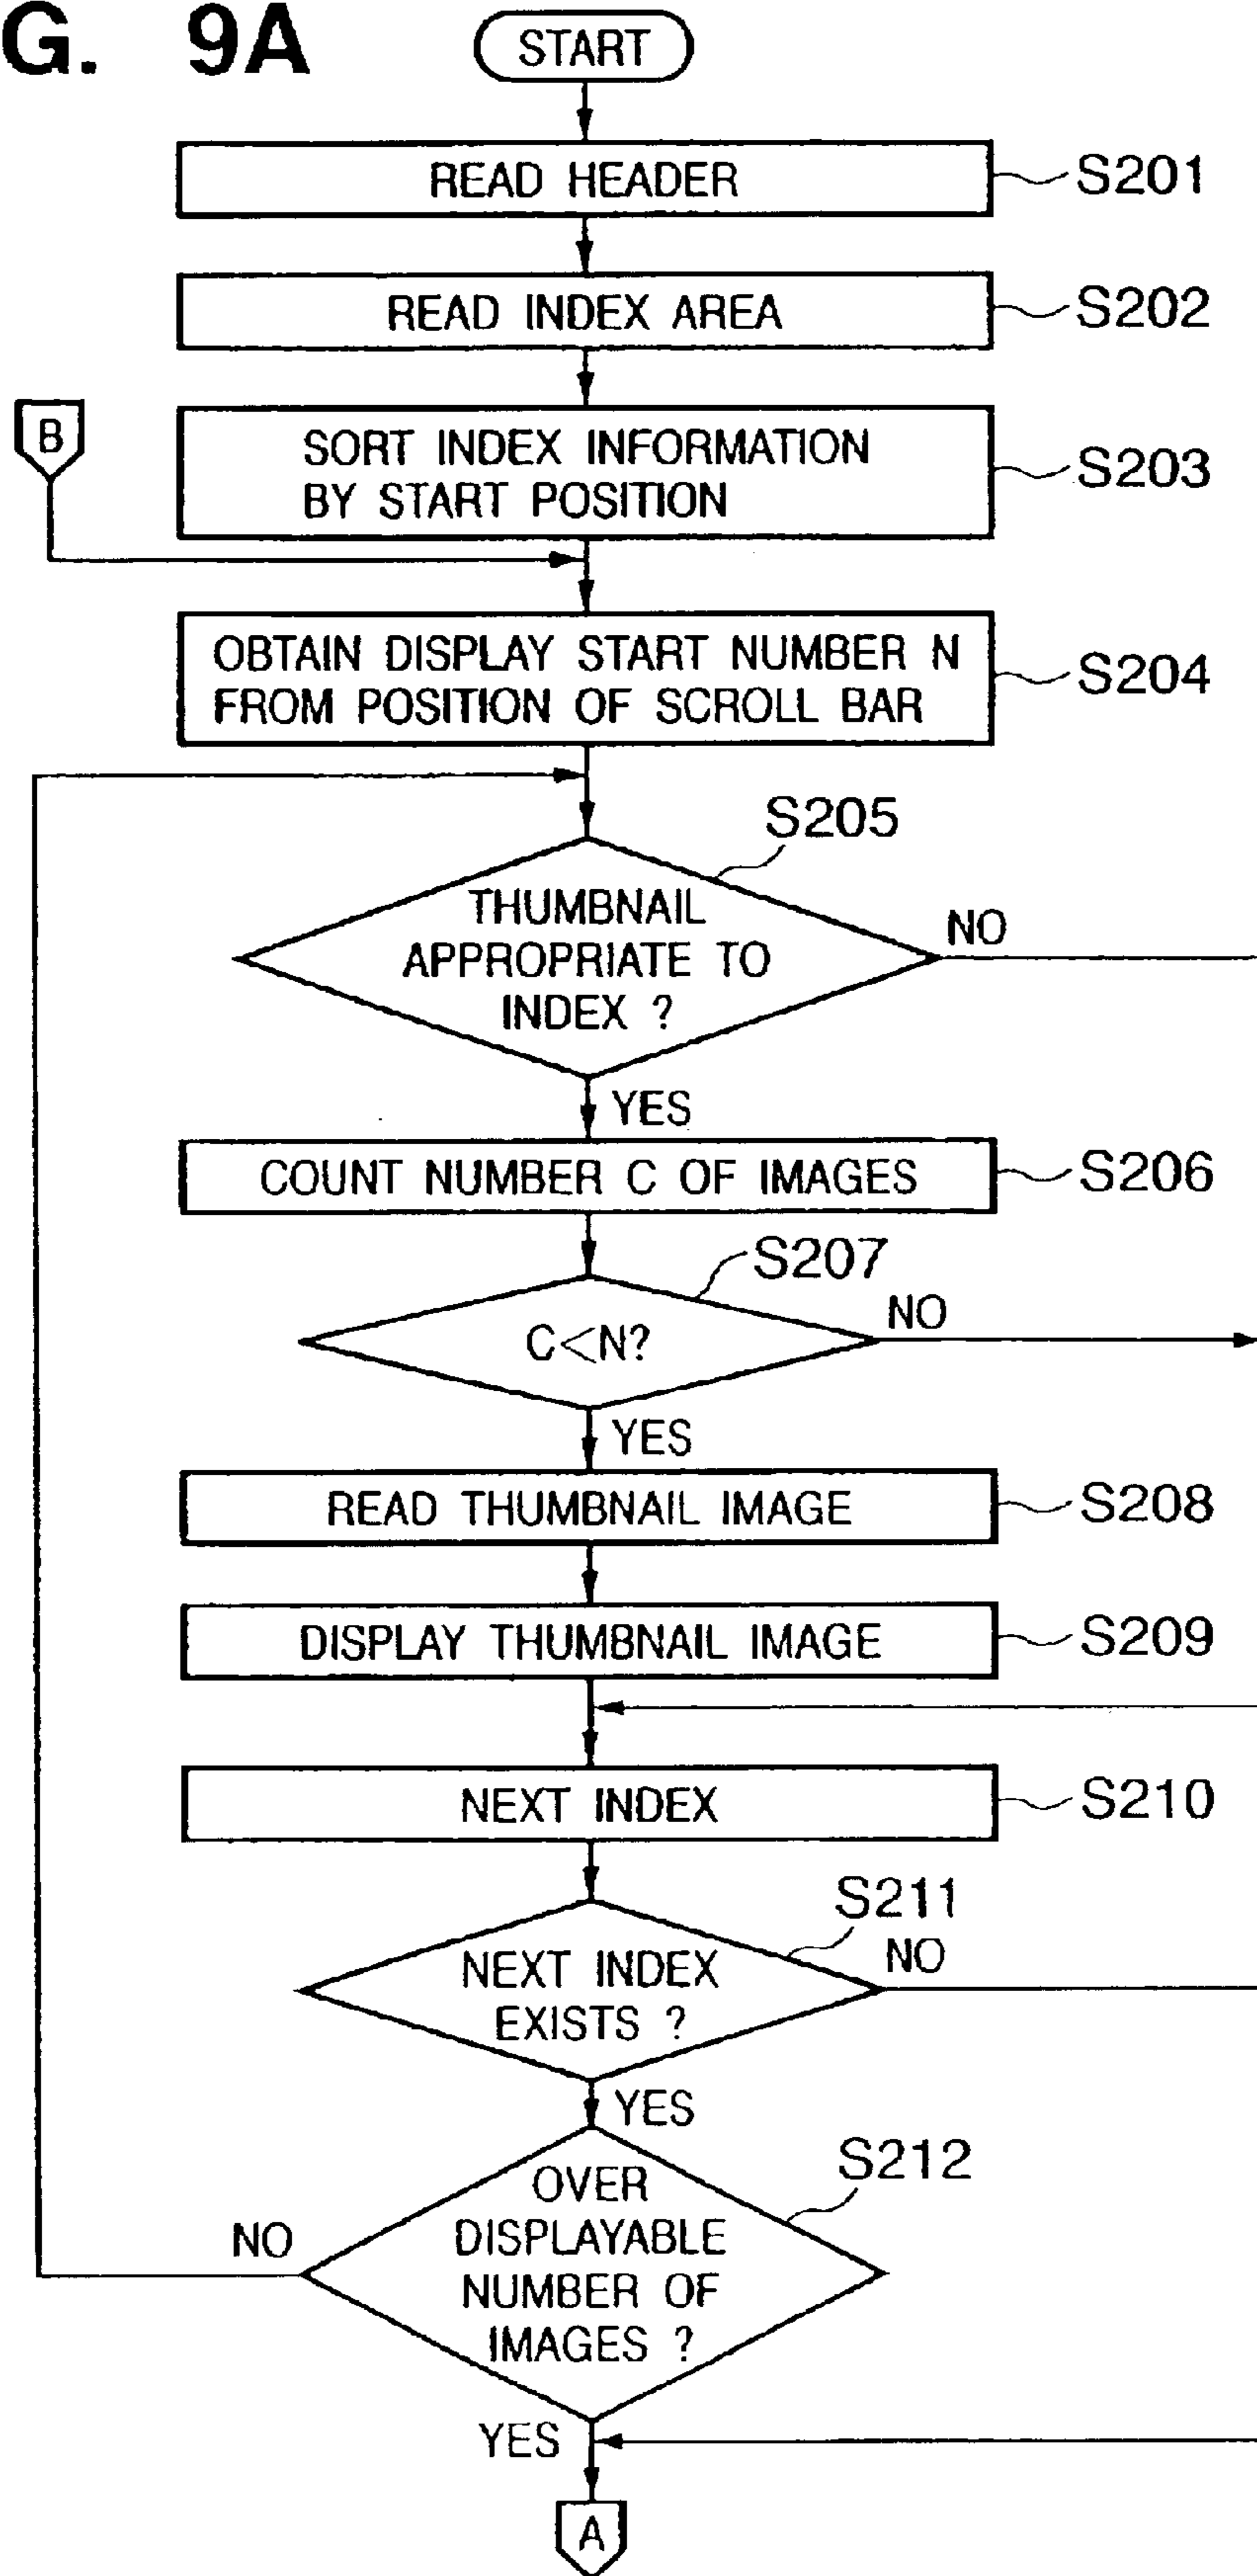 G. 9A
START
READ HEADER
S201
READ INDEX AREA
S202
B
SORT INDEX INFORMATION
BY START POSITION
S203
OBTAIN DISPLAY START NUMBER N
FROM POSITION OF SCROLL BAR
S204
S205
THUMBNAIL
APPROPRIATE TO
INDEX ?
NO
YES
COUNT NUMBER C OF IMAGES
S206
S207
C<N?
NO
YES
READ THUMBNAIL IMAGE
S208
DISPLAY THUMBNAIL IMAGE
S209
NEXT INDEX
S210
S211
NEXT INDEX
EXISTS ?
NO
YES
S212
OVER
DISPLAYABLE
NUMBER OF
IMAGES ?
NO
YES
A